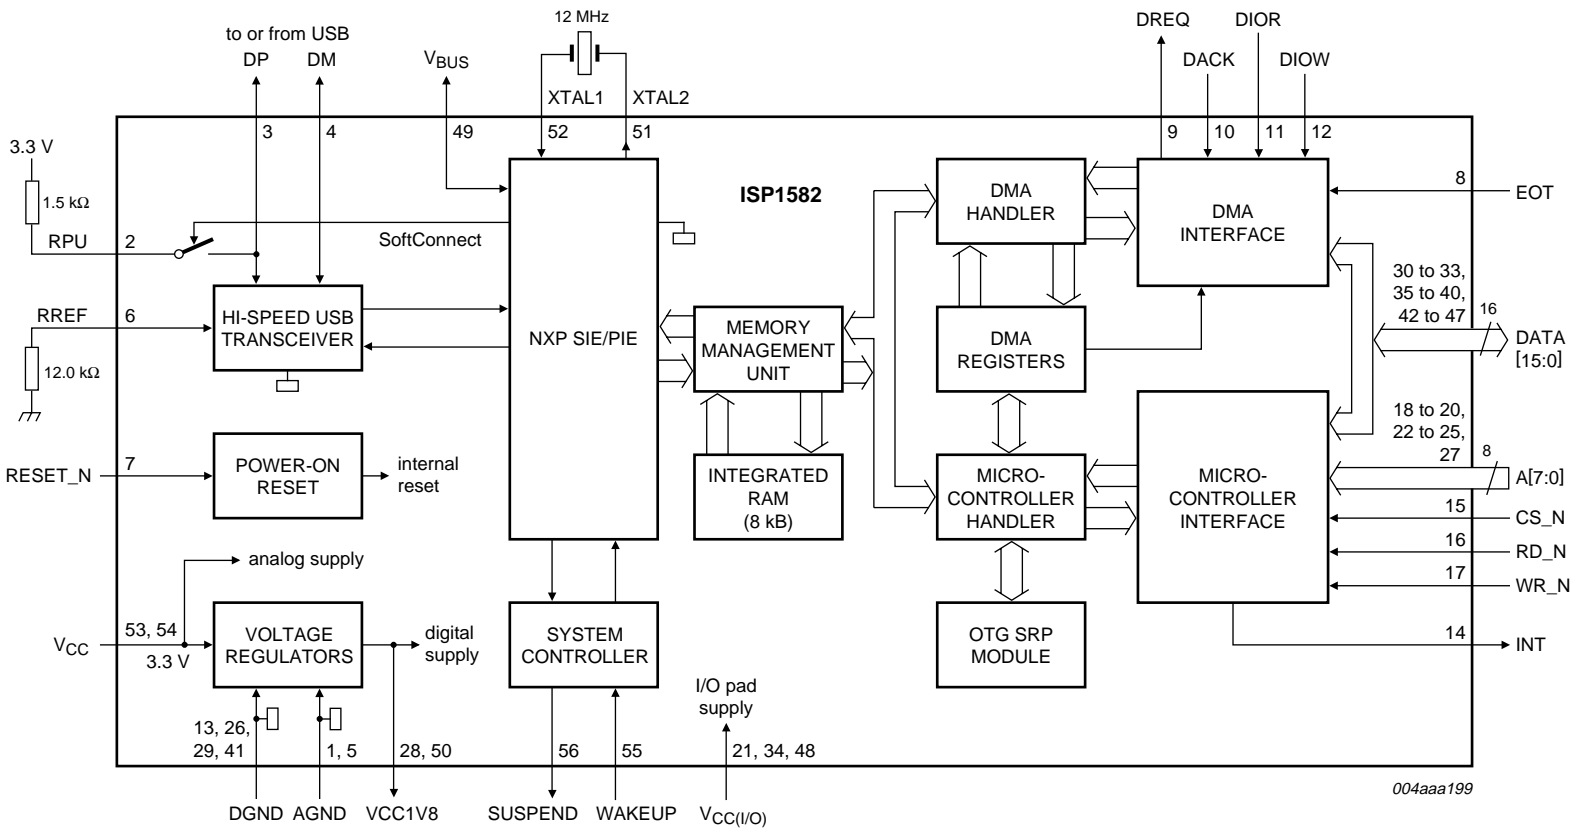 12 MHz
DREQ
DIOR
to or from USB
DP
DM
VBUS
DACK
DIOW
XTAL1
XTAL2
3
4
49
52
51
9
10
11
12
3.3 V
1.5 kΩ
RPU
2
SoftConnect
ISP1582
DMA
HANDLER
DMA
INTERFACE
8
EOT
RREF
6
12.0 kΩ
HI-SPEED USB
TRANSCEIVER
NXP SIE/PIE
MEMORY
MANAGEMENT
UNIT
DMA
REGISTERS
30 to 33,
35 to 40,
42 to 47
16
DATA
[15:0]
RESET_N
7
POWER-ON
RESET
internal
reset
INTEGRATED
RAM
(8 kB)
MICRO-
CONTROLLER
HANDLER
MICRO-
CONTROLLER
INTERFACE
18 to 20,
22 to 25,
27
8
A[7:0]
15
CS_N
16
RD_N
17
WR_N
14
INT
analog supply
VCC
53, 54
3.3 V
VOLTAGE
REGULATORS
digital
supply
SYSTEM
CONTROLLER
OTG SRP
MODULE
I/O pad
supply
13, 26,
29, 41
1, 5
28, 50
56
55
21, 34, 48
DGND
AGND
VCC1V8
SUSPEND
WAKEUP
VCC(I/O)
004aaa199